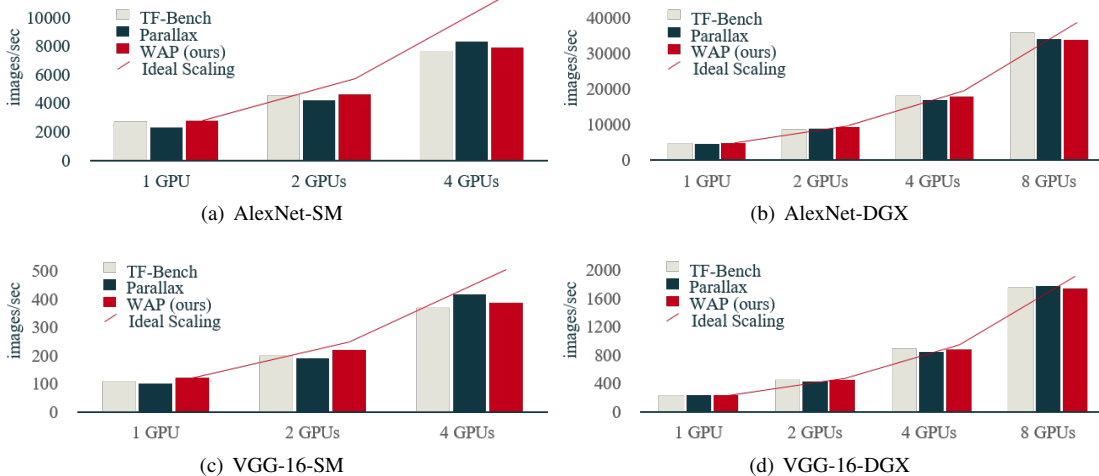 10000
8000
6000
4000
2000
0
images/sec
TF-Bench
Parallax
WAP (ours)
Ideal Scaling
1 GPU
2 GPUs
4 GPUs
(a) AlexNet-SM
40000
30000
20000
10000
0
images/sec
TF-Bench
Parallax
WAP (ours)
Ideal Scaling
1 GPU
2 GPUs
4 GPUs
8 GPUs
(b) AlexNet-DGX
500
400
300
200
100
0
images/sec
TF-Bench
Parallax
WAP (ours)
Ideal Scaling
1 GPU
2 GPUs
4 GPUs
(c) VGG-16-SM
2000
1600
1200
800
400
0
images/sec
TF-Bench
Parallax
WAP (ours)
Ideal Scaling
1 GPU
2 GPUs
4 GPUs
8 GPUs
(d) VGG-16-DGX